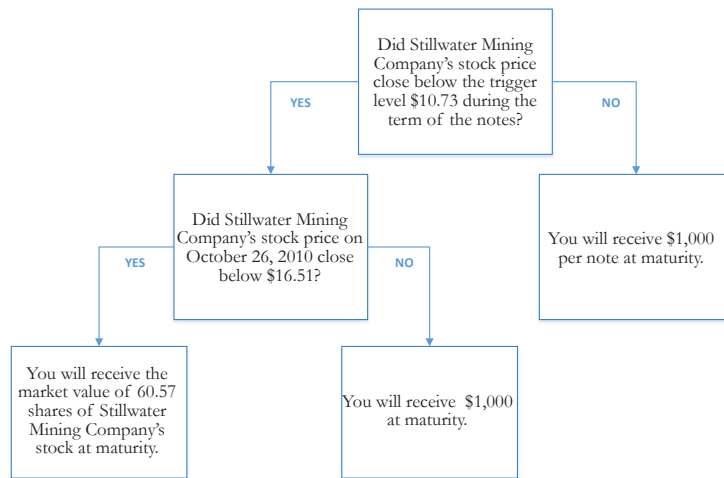 Did Stillwater Mining
Company's stock price
close below the trigger
level $10.73 during the
term of the notes?
YES
NO
Did Stillwater Mining
Company's stock price on
October 26, 2010 close
below $16.51?
You will receive $1,000
per note at maturity.
YES
NO
You will receive the
market value of 60.57
shares of Stillwater
Mining Company's
stock at maturity.
You will receive  $1,000
at maturity.